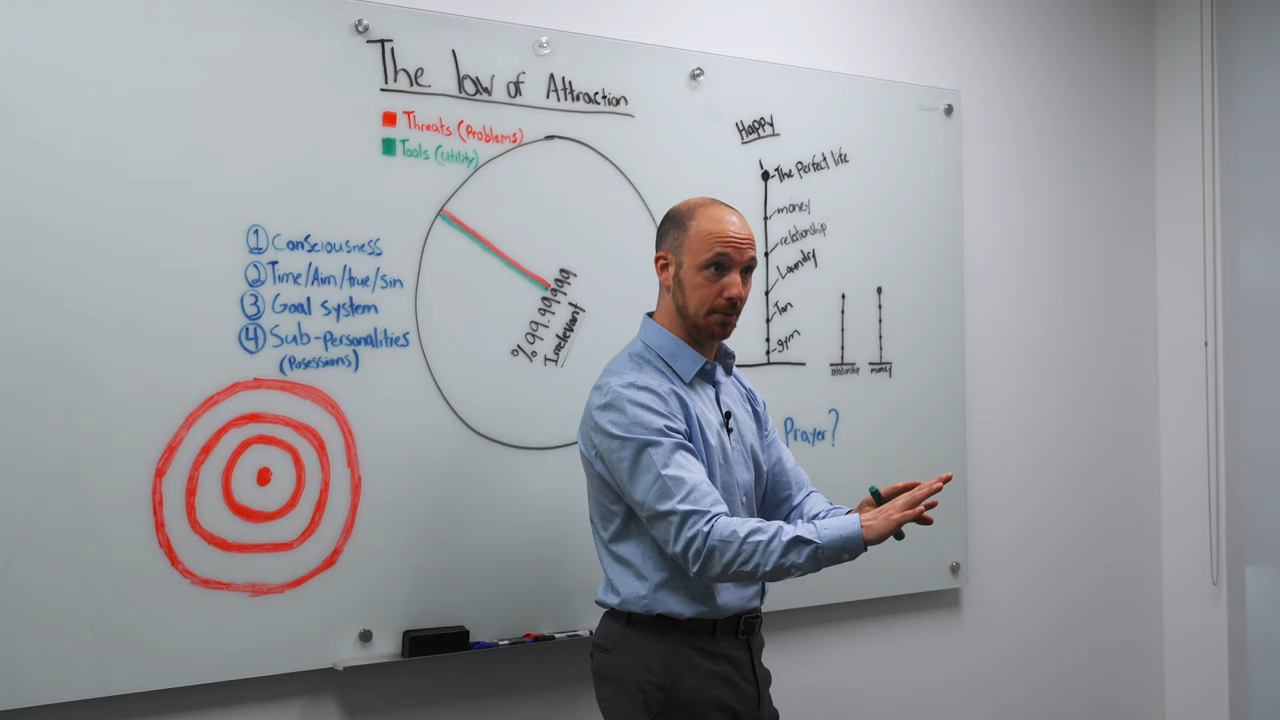 The law of Attraction
Threats (Problems)
Tools (Utility)
① Consciousness
② Time/Aim/true/Sin
③ Goal System
④ Sub-personalities
(Posessions)
%99.99999
Irrelevant
Happy
The Perfect life
money
relationship
Laundry
Tan
gym
relationship
money
Prayer?